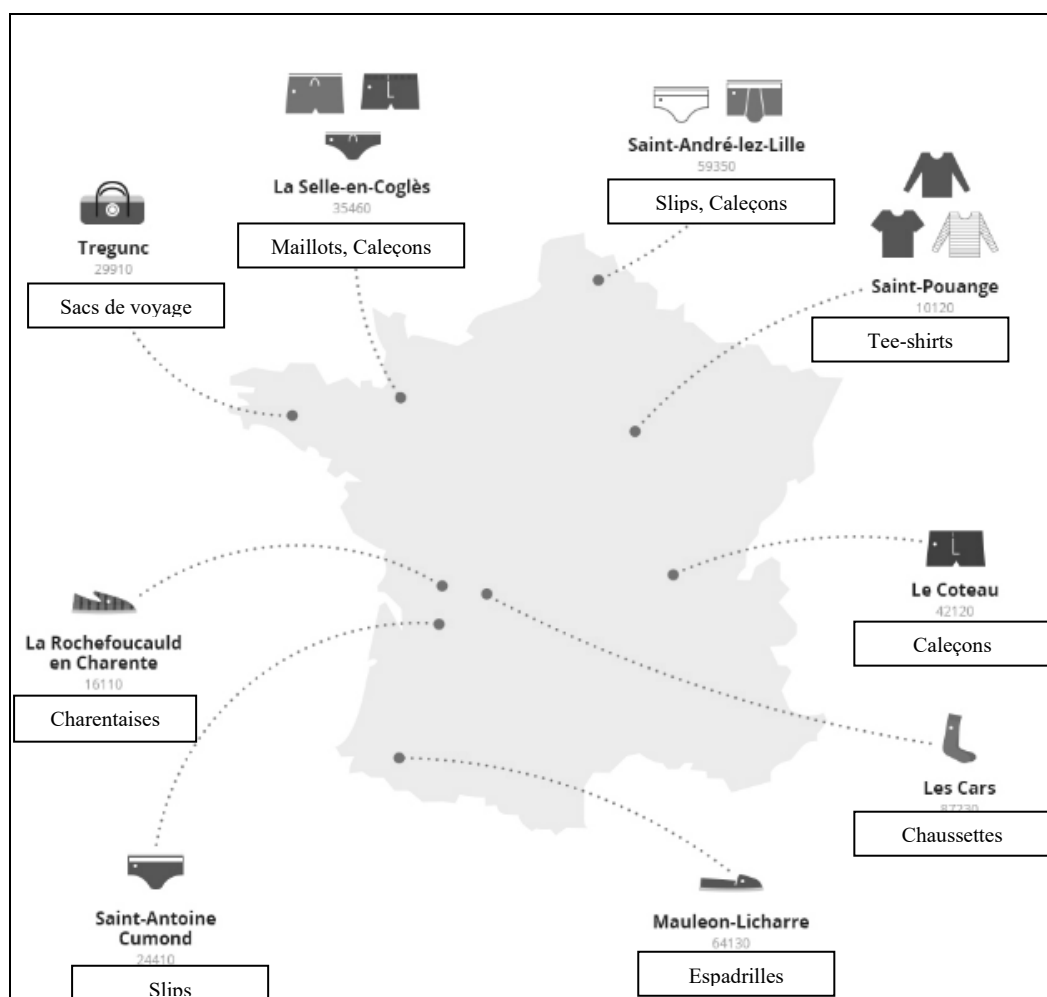 Saint-André-lez-Lille
59350
Slips, Caleçons
La Selle-en-Coglès
35460
Maillots, Caleçons
Tregunc
29910
Sacs de voyage
Saint-Pouange
10120
Tee-shirts
Le Coteau
42120
Caleçons
La Rochefoucauld
en Charente
16110
Charentaises
Les Cars
87230
Chaussettes
Saint-Antoine
Cumond
24410
Slips
Mauleon-Licharre
64130
Espadrilles